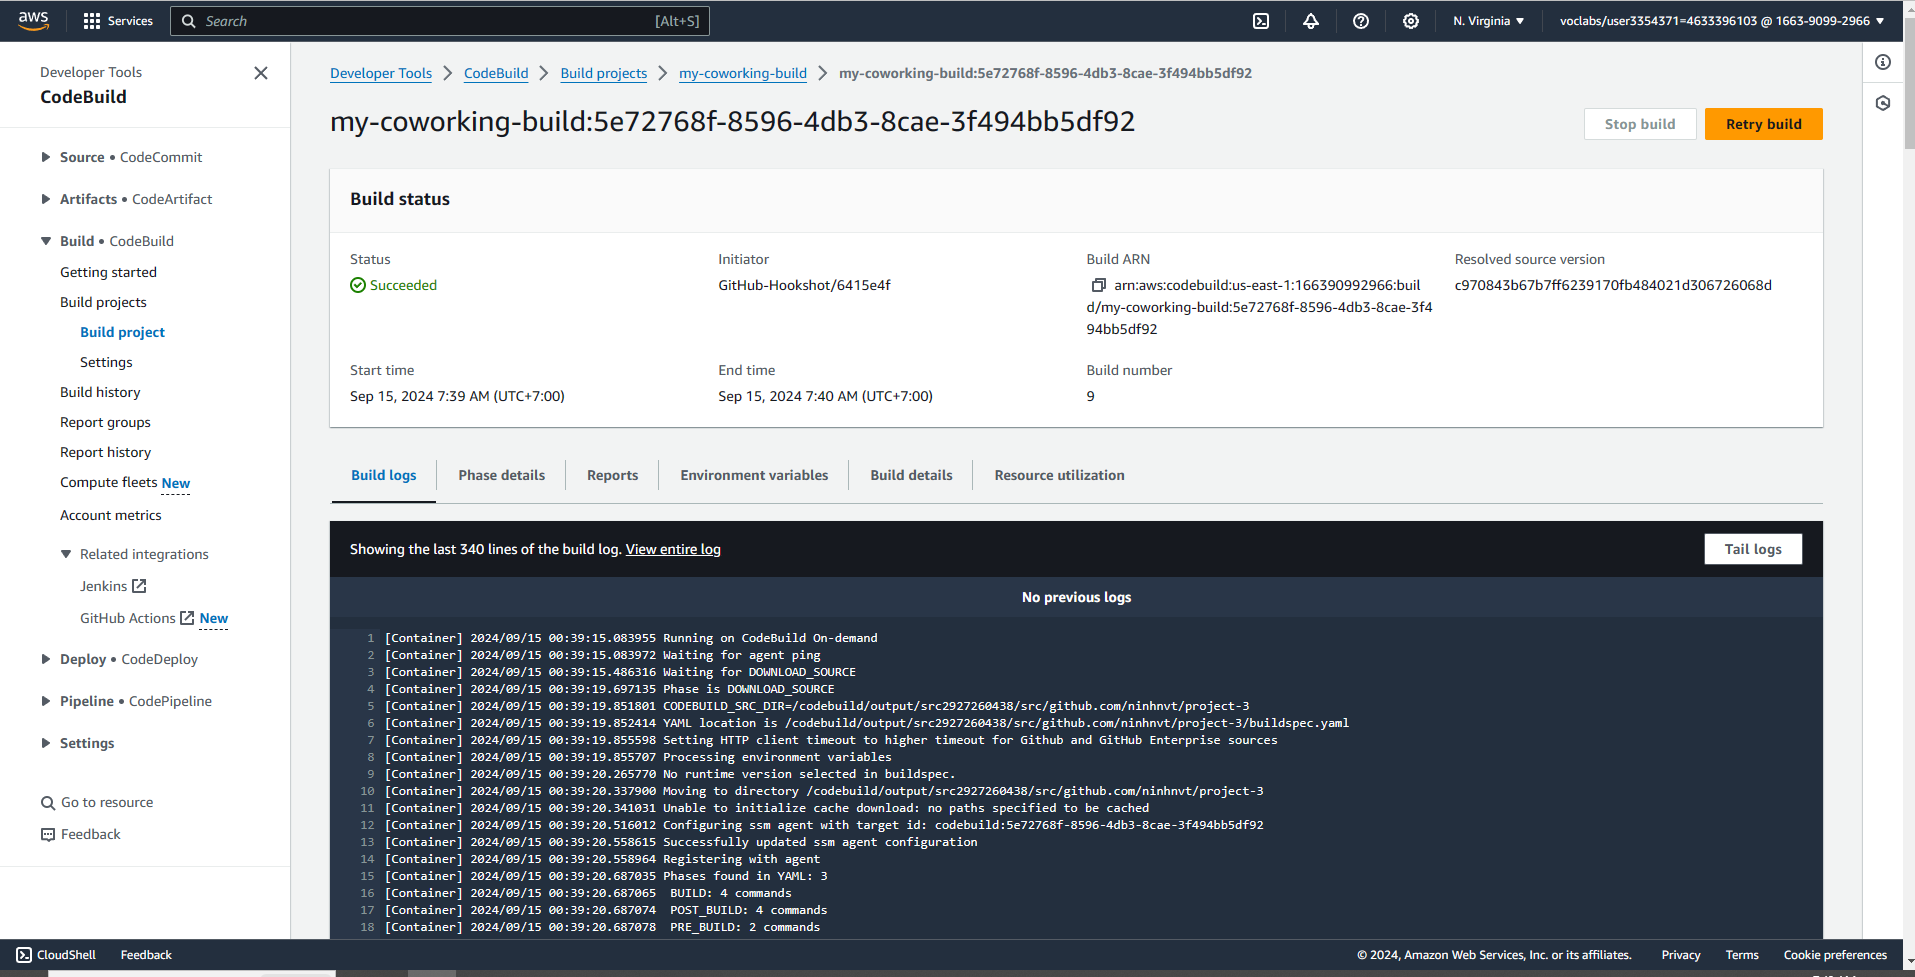 aws
Services
Search
[Alt+S]
N. Virginia
voclabs/user3354371=4633396103 @ 1663-9099-2966
Developer Tools
CodeBuild
Source • CodeCommit
Artifacts • CodeArtifact
Build • CodeBuild
Getting started
Build projects
Build project
Settings
Build history
Report groups
Report history
Compute fleets New
Account metrics
Related integrations
Jenkins
GitHub Actions New
Deploy • CodeDeploy
Pipeline • CodePipeline
Settings
Go to resource
Feedback
Developer Tools
CodeBuild
Build projects
my-coworking-build
my-coworking-build:5e72768f-8596-4db3-8cae-3f494bb5df92
my-coworking-build:5e72768f-8596-4db3-8cae-3f494bb5df92
Stop build
Retry build
Build status
Status
Succeeded
Initiator
GitHub-Hookshot/6415e4f
Build ARN
arn:aws:codebuild:us-east-1:166390992966:buil
d/my-coworking-build:5e72768f-8596-4db3-8cae-3f4
94bb5df92
Resolved source version
c970843b67b7ff6239170fb484021d306726068d
Start time
Sep 15, 2024 7:39 AM (UTC+7:00)
End time
Sep 15, 2024 7:40 AM (UTC+7:00)
Build number
9
Build logs
Phase details
Reports
Environment variables
Build details
Resource utilization
Showing the last 340 lines of the build log. View entire log
Tail logs
No previous logs
1 [Container] 2024/09/15 00:39:15.083955 Running on CodeBuild On-demand
2 [Container] 2024/09/15 00:39:15.083972 Waiting for agent ping
3 [Container] 2024/09/15 00:39:15.486316 Waiting for DOWNLOAD_SOURCE
4 [Container] 2024/09/15 00:39:19.697135 Phase is DOWNLOAD_SOURCE
5 [Container] 2024/09/15 00:39:19.851801 CODEBUILD_SRC_DIR=/codebuild/output/src2927260438/src/github.com/ninhnvt/project-3
6 [Container] 2024/09/15 00:39:19.852414 YAML location is /codebuild/output/src2927260438/src/github.com/ninhnvt/project-3/buildspec.yaml
7 [Container] 2024/09/15 00:39:19.855598 Setting HTTP client timeout to higher timeout for Github and GitHub Enterprise sources
8 [Container] 2024/09/15 00:39:19.855707 Processing environment variables
9 [Container] 2024/09/15 00:39:20.265770 No runtime version selected in buildspec.
10 [Container] 2024/09/15 00:39:20.337900 Moving to directory /codebuild/output/src2927260438/src/github.com/ninhnvt/project-3
11 [Container] 2024/09/15 00:39:20.341031 Unable to initialize cache download: no paths specified to be cached
12 [Container] 2024/09/15 00:39:20.516012 Configuring ssm agent with target id: codebuild:5e72768f-8596-4db3-8cae-3f494bb5df92
13 [Container] 2024/09/15 00:39:20.558615 Successfully updated ssm agent configuration
14 [Container] 2024/09/15 00:39:20.558964 Registering with agent
15 [Container] 2024/09/15 00:39:20.687035 Phases found in YAML: 3
16 [Container] 2024/09/15 00:39:20.687065 BUILD: 4 commands
17 [Container] 2024/09/15 00:39:20.687074 POST_BUILD: 4 commands
18 [Container] 2024/09/15 00:39:20.687078 PRE_BUILD: 2 commands
CloudShell
Feedback
© 2024, Amazon Web Services, Inc. or its affiliates.
Privacy
Terms
Cookie preferences